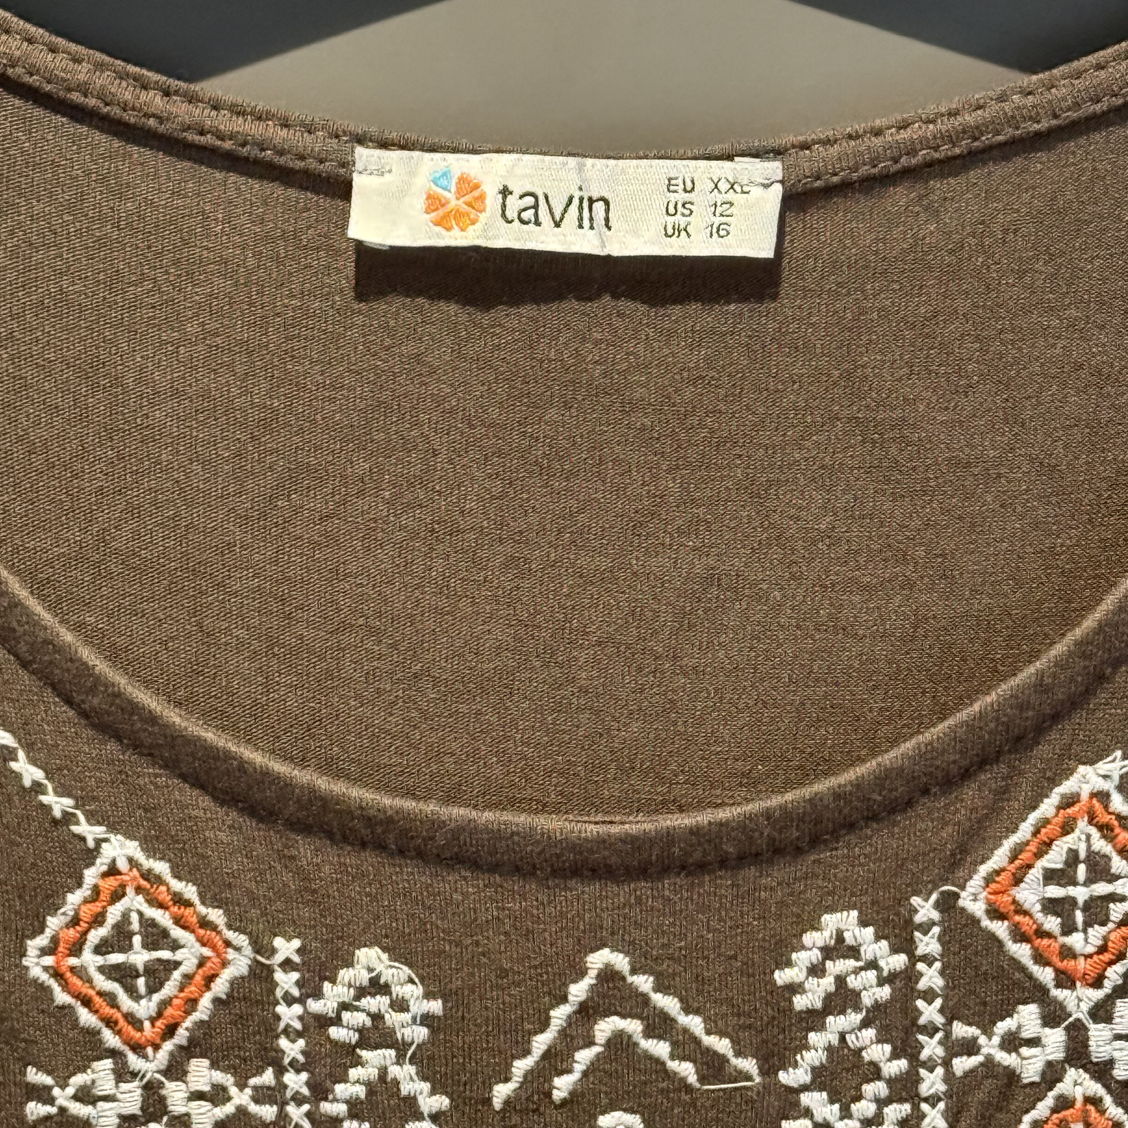 tavin
EU XXL
US 12
UK 16